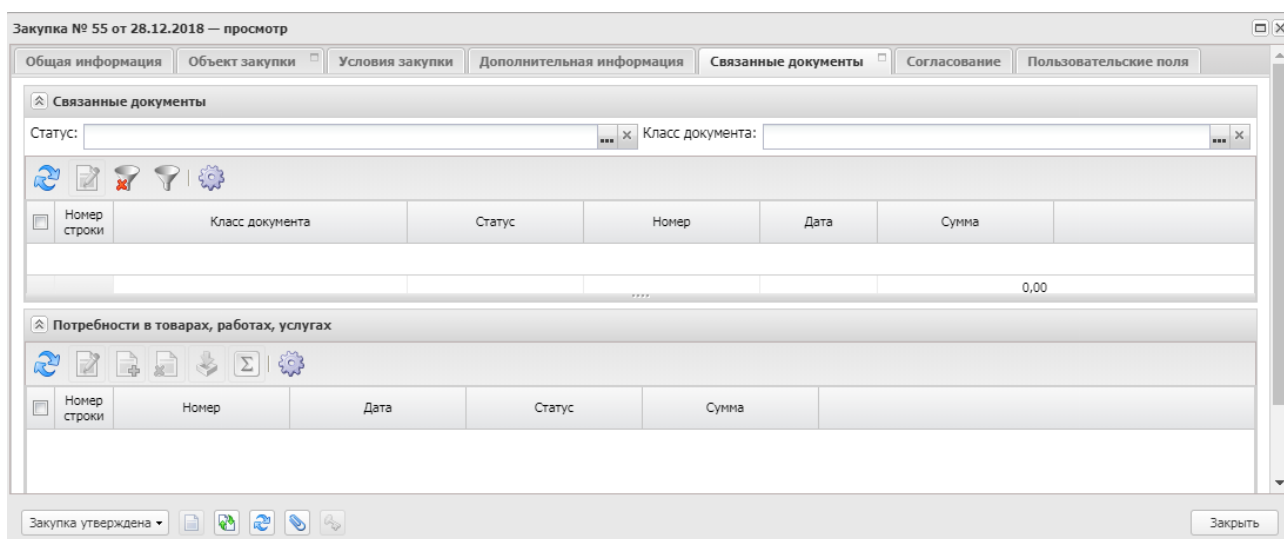 Закупка № 55 от 28.12.2018 — просмотр
Общая информация Объект закупки Условия закупки Дополнительная информация Связанные документы Согласование Пользовательские поля
Связанные документы
Статус: Класс документа:
Номер строки Класс документа Статус Номер Дата Сумма
0,00
Потребности в товарах, работах, услугах
Номер строки Номер Дата Статус Сумма
Закупка утверждена Закрыть